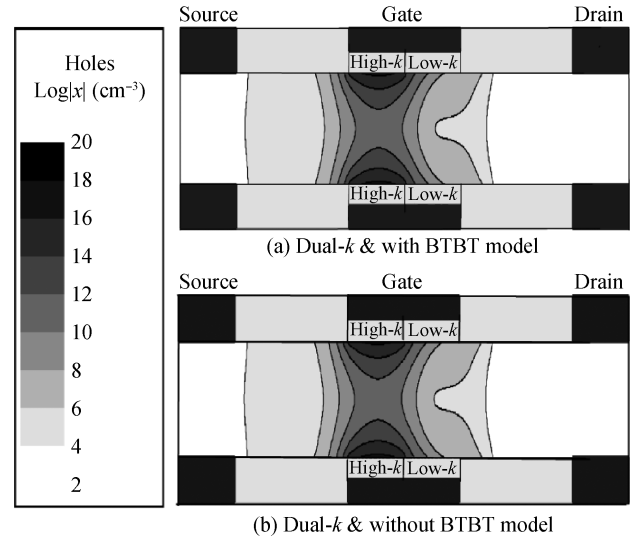 Holes
Log|x| (cm⁻³)
20
18
16
14
12
10
8
6
4
2
Source Gate Drain
High-k Low-k
High-k Low-k
(a) Dual-k & with BTBT model
Source Gate Drain
High-k Low-k
High-k Low-k
(b) Dual-k & without BTBT model